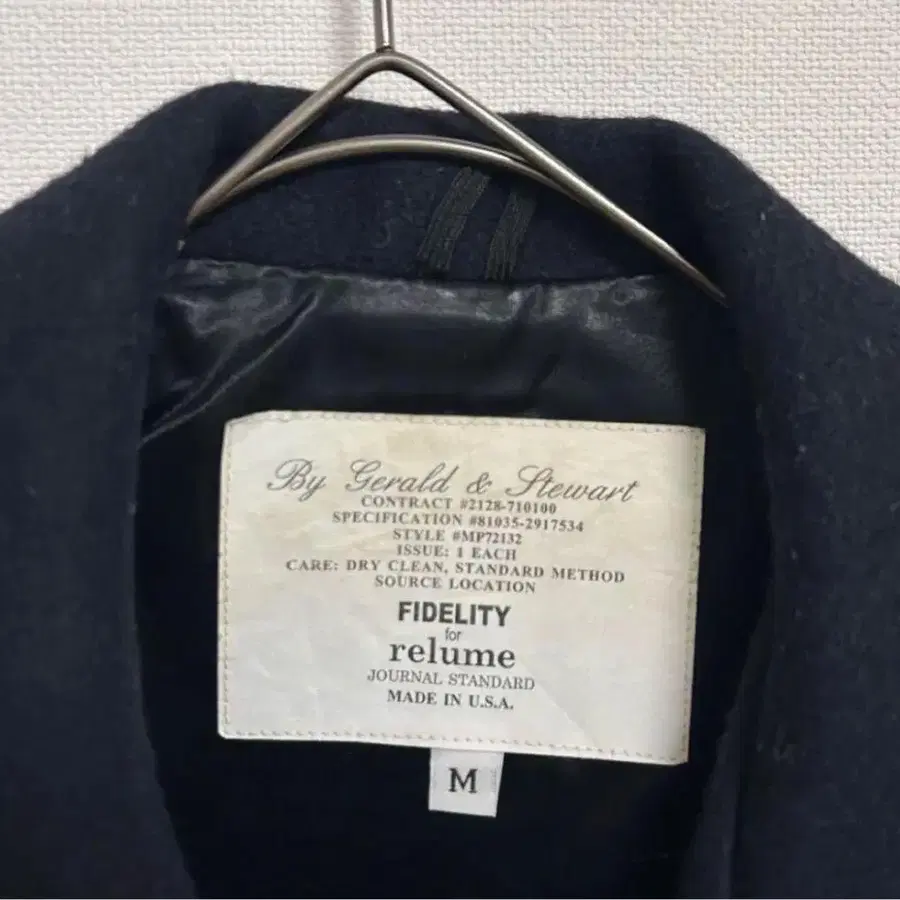 By Gerald & Stewart
CONTRACT #2128-710100
SPECIFICATION #81035-2917534
STYLE #MP72132
ISSUE: 1 EACH
CARE: DRY CLEAN, STANDARD METHOD
SOURCE LOCATION
FIDELITY
for
relume
JOURNAL STANDARD
MADE IN U.S.A.
M